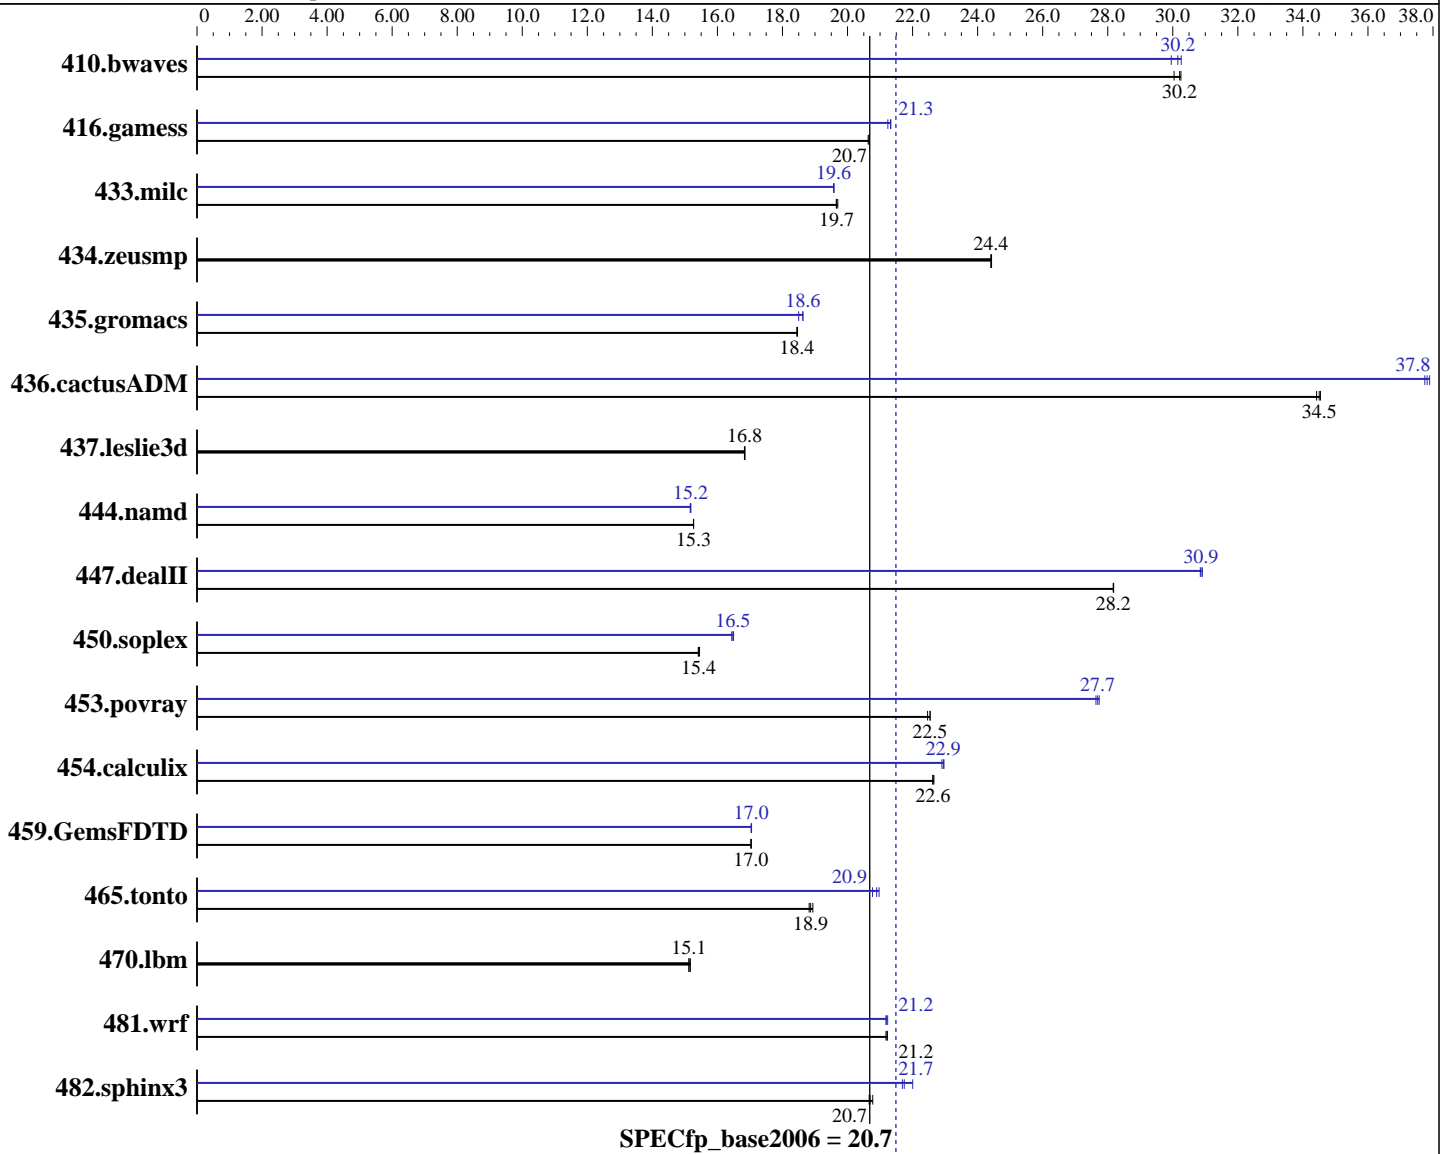 0 2.00 4.00 6.00 8.00 10.0 12.0 14.0 16.0 18.0 20.0 22.0 24.0 26.0 28.0 30.0 32.0 34.0 36.0 38.0
30.2
410.bwaves
30.2
21.3
416.gamess
20.7
19.6
433.milc
19.7
24.4
434.zeusmp
18.6
435.gromacs
18.4
37.8
436.cactusADM
34.5
16.8
437.leslie3d
15.2
444.namd
15.3
30.9
447.dealII
28.2
16.5
450.soplex
15.4
27.7
453.povray
22.5
22.9
454.calculix
22.6
17.0
459.GemsFDTD
17.0
20.9
465.tonto
18.9
15.1
470.lbm
21.2
481.wrf
21.2
21.7
482.sphinx3
20.7
SPECfp_base2006 = 20.7